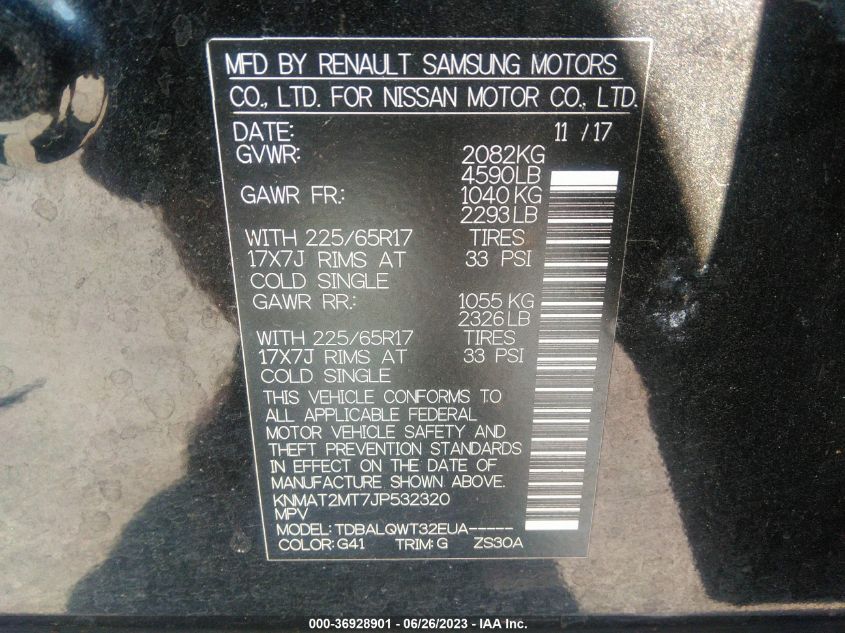 MFD BY RENAULT SAMSUNG MOTORS
CO., LTD. FOR NISSAN MOTOR CO., LTD.
DATE: 11 / 17
GVWR: 2082KG
4590LB
GAWR FR.: 1040 KG
2293 LB
WITH 225/65R17 TIRES
17X7J RIMS AT 33 PSI
COLD SINGLE
GAWR RR.: 1055 KG
2326 LB
WITH 225/65R17 TIRES
17X7J RIMS AT 33 PSI
COLD SINGLE
THIS VEHICLE CONFORMS TO
ALL APPLICABLE FEDERAL
MOTOR VEHICLE SAFETY AND
THEFT PREVENTION STANDARDS
IN EFFECT ON THE DATE OF
MANUFACTURE SHOWN ABOVE.
KNMAT2MT7JP532320
MPV
MODEL: TDBALQWT32EUA-----
COLOR: G41 TRIM: G ZS30A
000-36928901 - 06/26/2023 - IAA Inc.